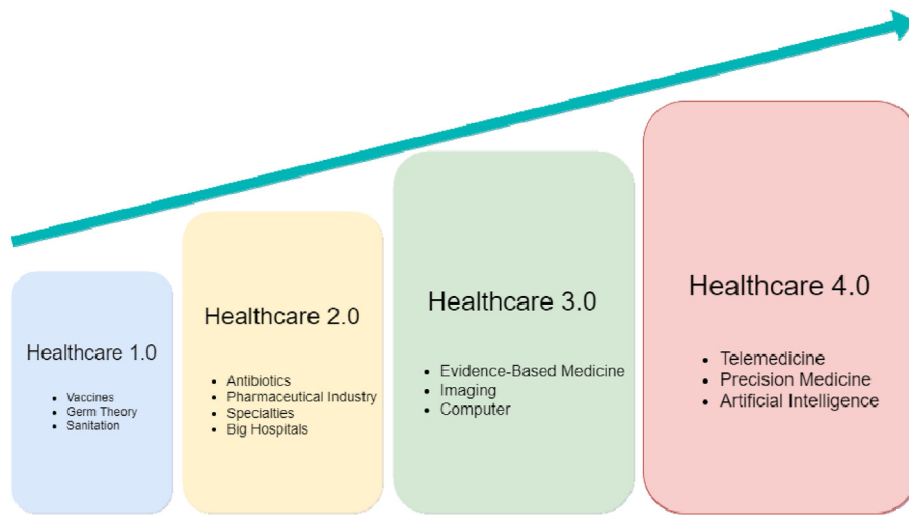 Healthcare 1.0
• Vaccines
• Germ Theory
• Sanitation
Healthcare 2.0
• Antibiotics
• Pharmaceutical Industry
• Specialties
• Big Hospitals
Healthcare 3.0
• Evidence-Based Medicine
• Imaging
• Computer
Healthcare 4.0
• Telemedicine
• Precision Medicine
• Artificial Intelligence